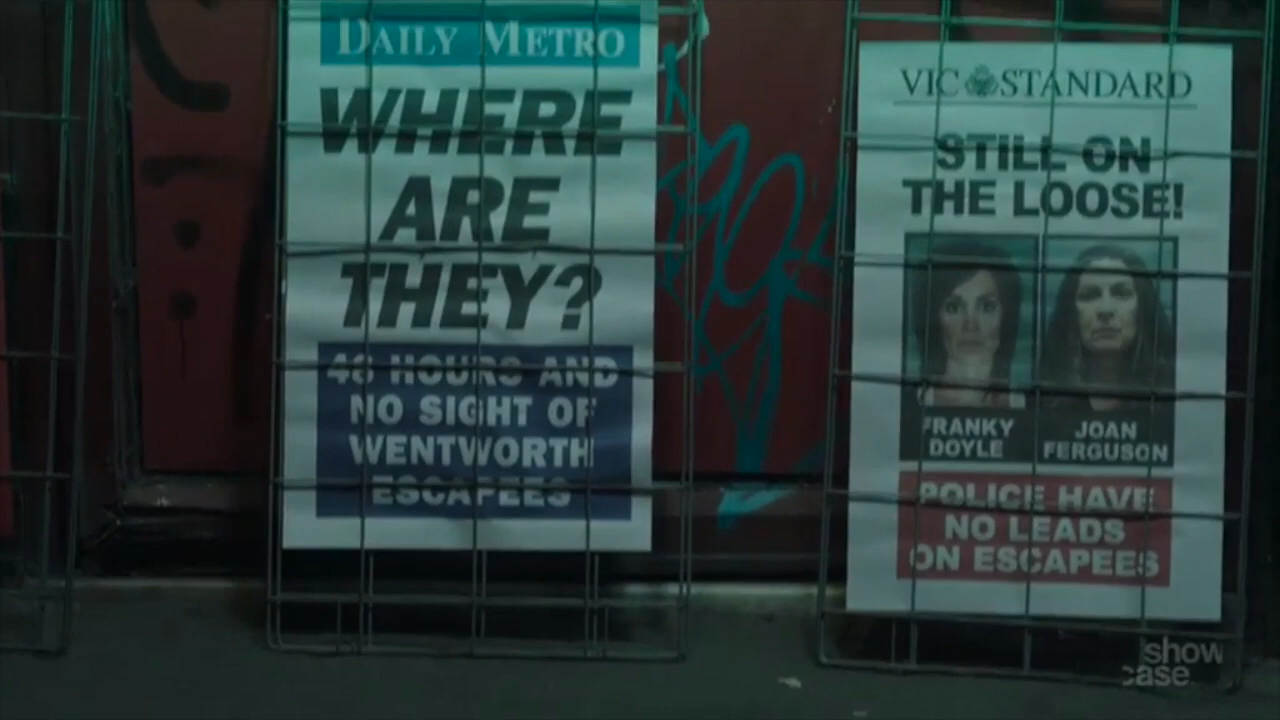 DAILY METRO
WHERE
ARE
THEY?
48 HOURS AND
NO SIGHT OF
WENTWORTH
ESCAPEES
VIC STANDARD
STILL ON
THE LOOSE!
FRANKY
DOYLE
JOAN
FERGUSON
POLICE HAVE
NO LEADS
ON ESCAPEES
show
case